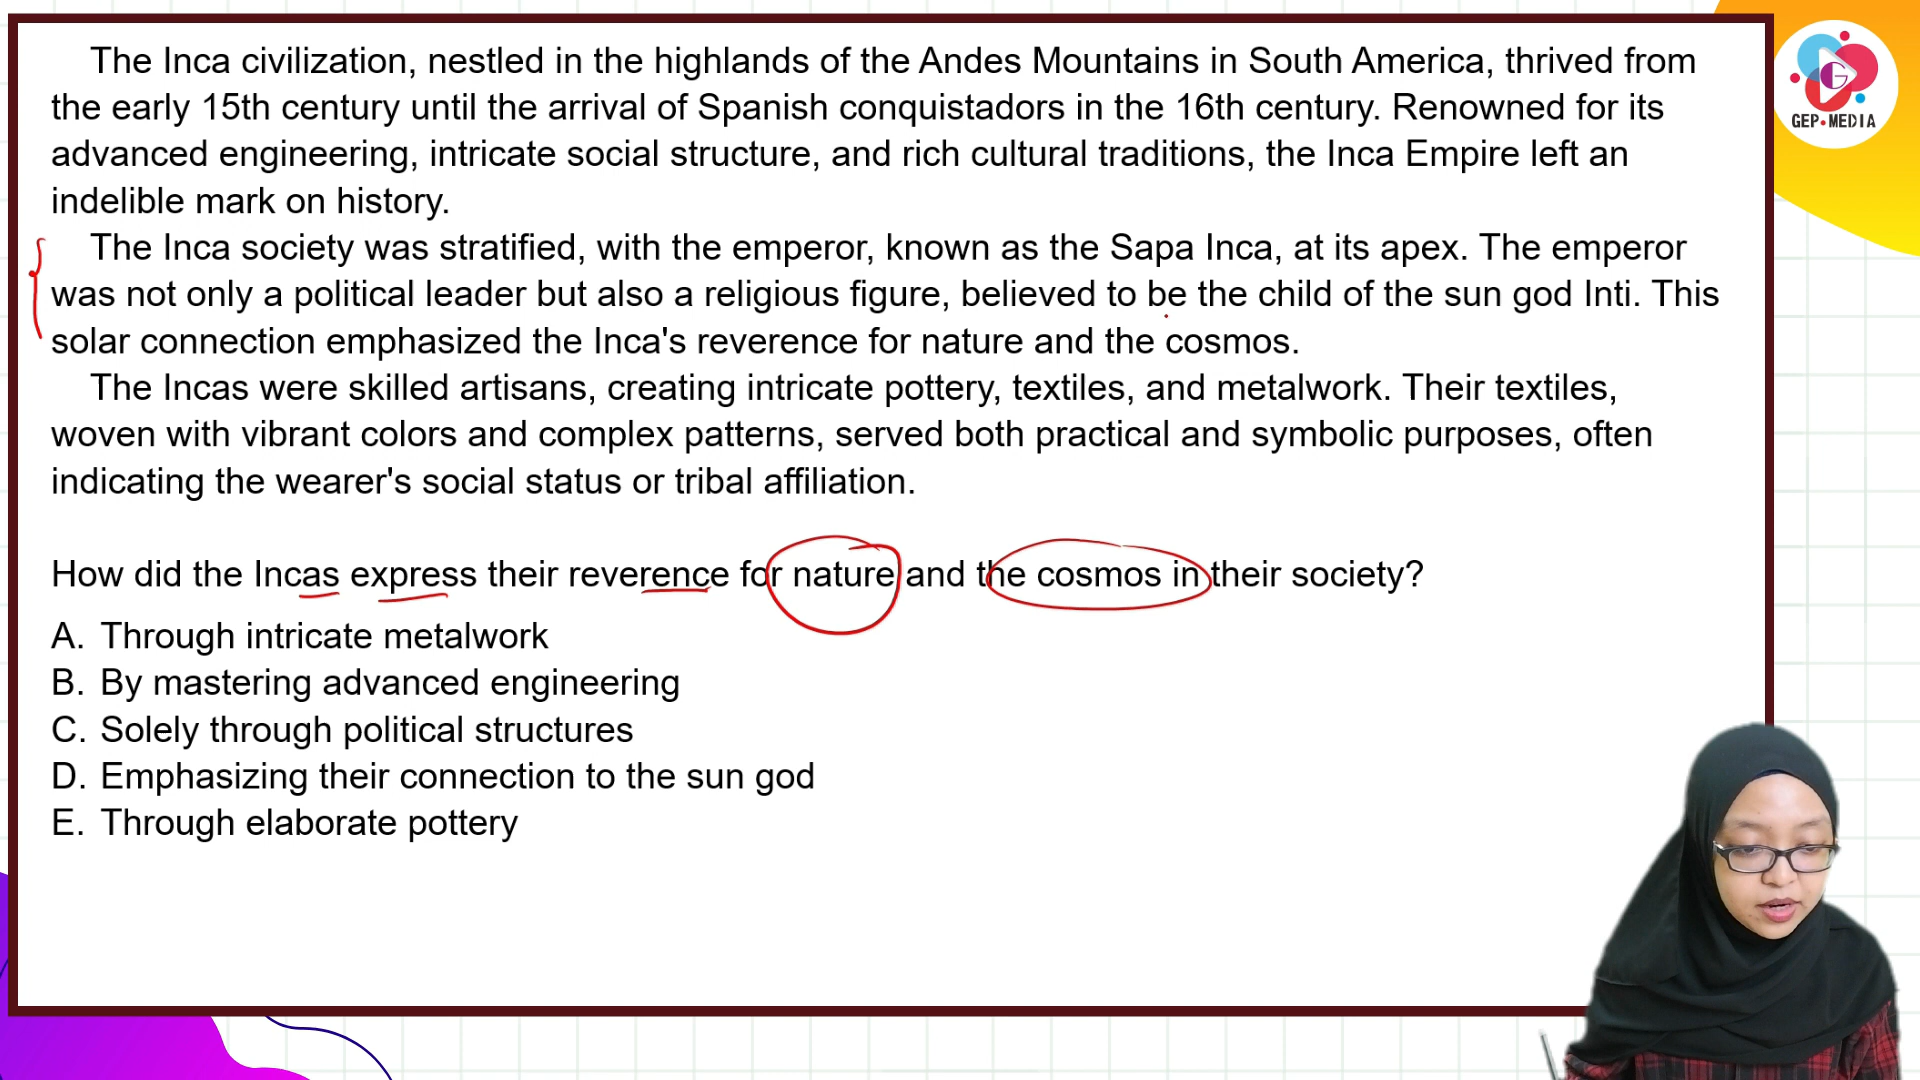 The Inca civilization, nestled in the highlands of the Andes Mountains in South America, thrived from
the early 15th century until the arrival of Spanish conquistadors in the 16th century. Renowned for its
advanced engineering, intricate social structure, and rich cultural traditions, the Inca Empire left an
indelible mark on history.
The Inca society was stratified, with the emperor, known as the Sapa Inca, at its apex. The emperor
was not only a political leader but also a religious figure, believed to be the child of the sun god Inti. This
solar connection emphasized the Inca's reverence for nature and the cosmos.
The Incas were skilled artisans, creating intricate pottery, textiles, and metalwork. Their textiles,
woven with vibrant colors and complex patterns, served both practical and symbolic purposes, often
indicating the wearer's social status or tribal affiliation.
How did the Incas express their reverence for nature and the cosmos in their society?
A. Through intricate metalwork
B. By mastering advanced engineering
C. Solely through political structures
D. Emphasizing their connection to the sun god
E. Through elaborate pottery
G
GEP•MEDIA